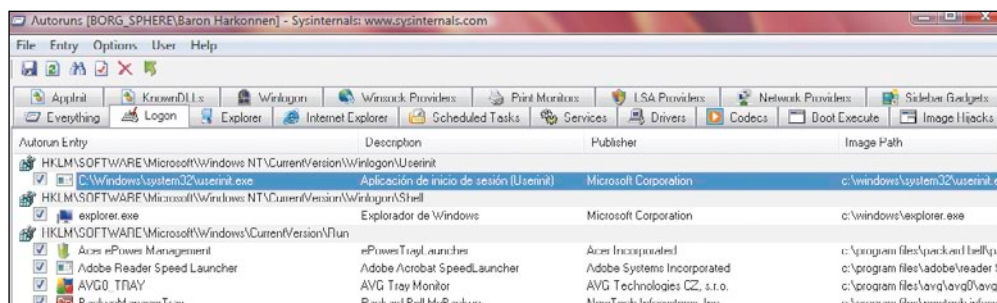 Autoruns [BORG_SPHERE\Baron Harkonnen] - Sysinternals: www.sysinternals.com
File Entry Options User Help
AppInit KnownDLLs Winlogon Winsock Providers Print Monitors LSA Providers Network Providers Sidebar Gadgets
Everything Logon Explorer Internet Explorer Scheduled Tasks Services Drivers Codecs Boot Execute Image Hijacks
Autorun Entry Description Publisher Image Path
HKLM\SOFTWARE\Microsoft\Windows NT\CurrentVersion\Winlogon\Userinit
C:\Windows\system32\userinit.exe Aplicación de inicio de sesión (Userinit) Microsoft Corporation c:\windows\system32\userinit.e
HKLM\SOFTWARE\Microsoft\Windows NT\CurrentVersion\Winlogon\Shell
explorer.exe Explorador de Windows Microsoft Corporation c:\windows\explorer.exe
HKLM\SOFTWARE\Microsoft\Windows\CurrentVersion\Run
Acer ePower Management ePowerTrayLauncher Acer Incorporated c:\program files\packard bell\p
Adobe Reader Speed Launcher Adobe Acrobat SpeedLauncher Adobe Systems Incorporated c:\program files\adobe\reader
AVG9_TRAY AVG Tray Monitor AVG Technologies CZ, s.r.o. c:\program files\avg\avg9\avg